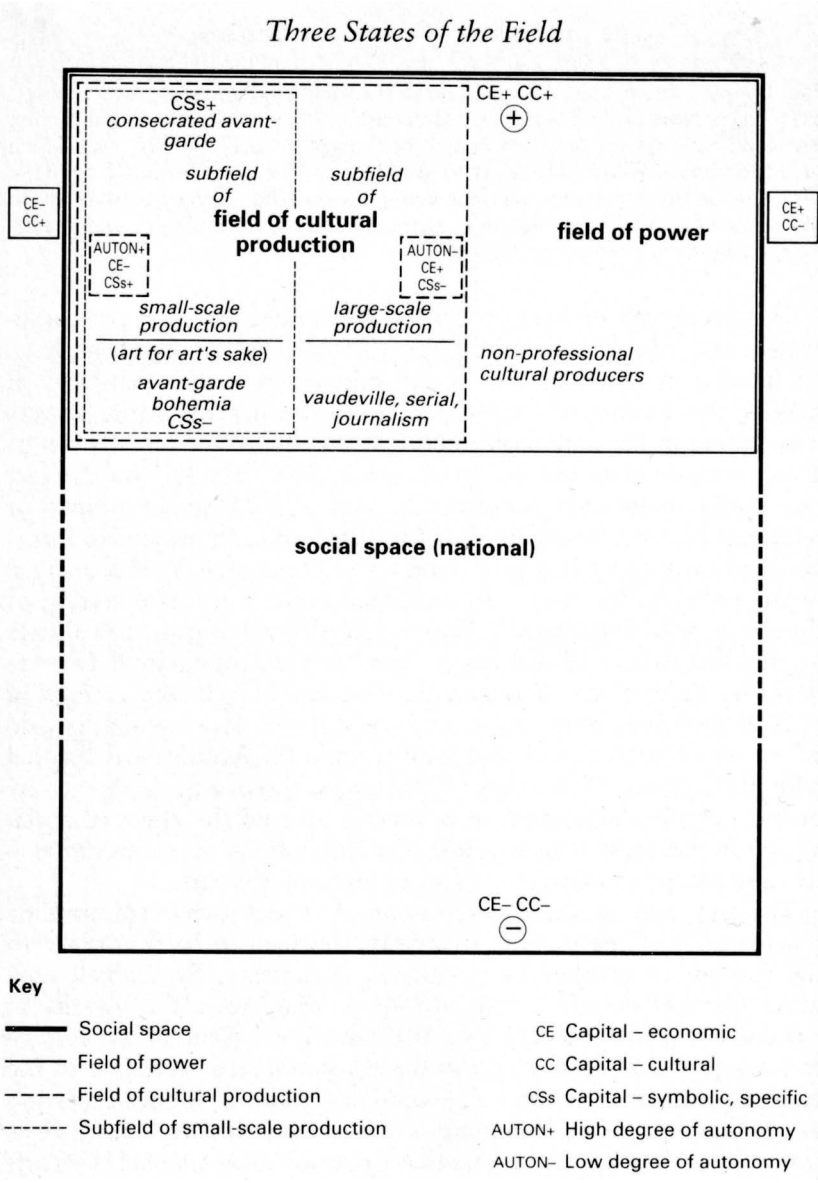 Three States of the Field
CE+ CC+
+
CSs+
consecrated avant-
garde
subfield
of
subfield
of
field of cultural
production
CE–
CC+
AUTON+
CE–
CSs+
AUTON–
CE+
CSs–
field of power
CE+
CC–
small-scale
production
large-scale
production
(art for art's sake)
avant-garde
bohemia
CSs–
vaudeville, serial,
journalism
non-professional
cultural producers
social space (national)
CE– CC–
–
Key
Social space
Field of power
Field of cultural production
Subfield of small-scale production
CE Capital – economic
CC Capital – cultural
CSs Capital – symbolic, specific
AUTON+ High degree of autonomy
AUTON– Low degree of autonomy